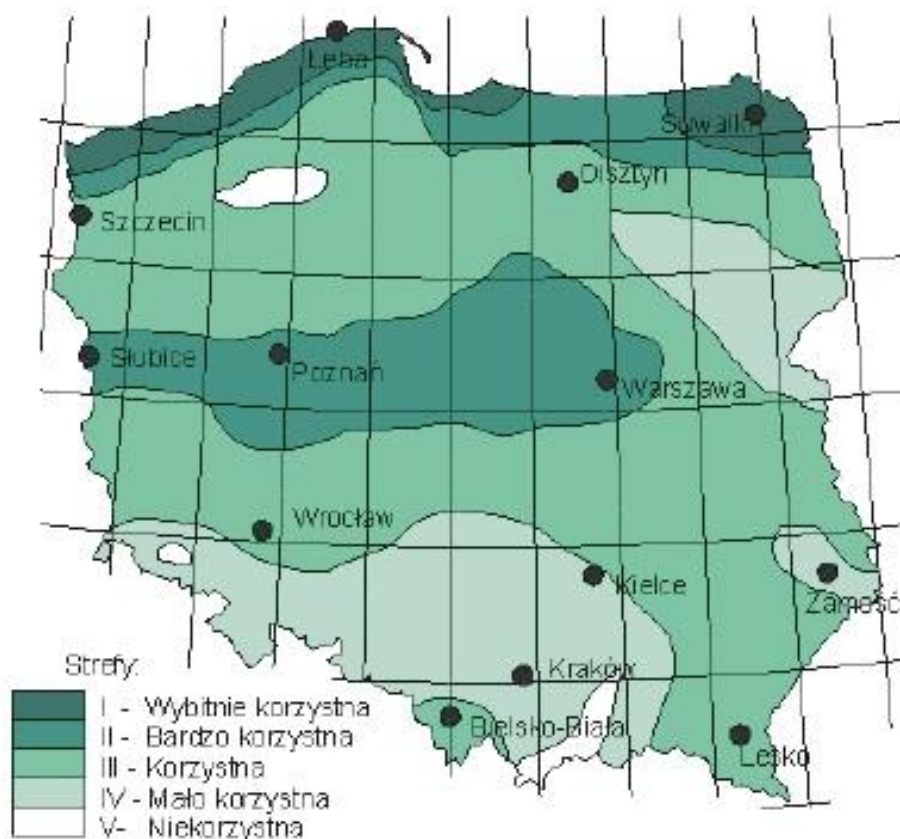 Łeba
Suwałki
Olsztyn
Szczecin
Słubice
Poznań
Warszawa
Wrocław
Kielce
Zamość
Kraków
Bielsko-Biała
Lesko
Strefy:
I - Wybitnie korzystna
II - Bardzo korzystna
III - Korzystna
IV - Mało korzystna
V- Niekorzystna